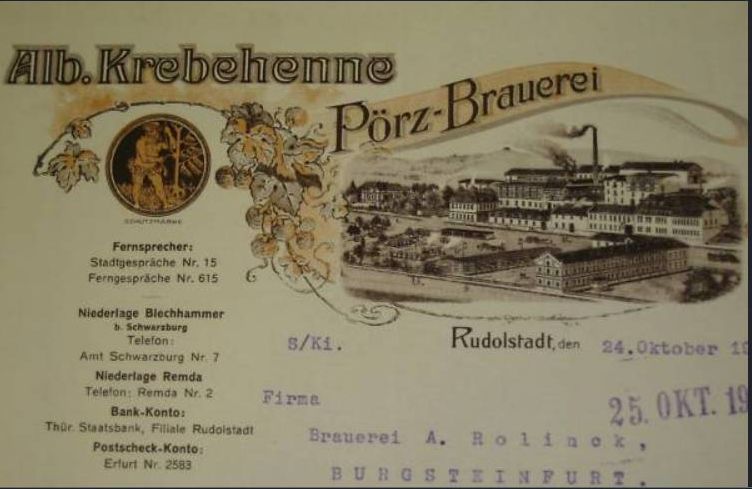 Alb. Krebehenne
Pörz-Brauerei
SCHUTZMARKE
Fernsprecher:
Stadtgespräche Nr. 15
Ferngespräche Nr. 615
Niederlage Blechhammer
b. Schwarzburg
Telefon:
Amt Schwarzburg Nr. 7
Niederlage Remda
Telefon: Remda Nr. 2
Bank-Konto:
Thür. Staatsbank, Filiale Rudolstadt
Postscheck-Konto:
Erfurt Nr. 2583
S/Ki.
Rudolstadt, den 24.Oktober 19
25. OKT. 19
Firma
Brauerei A. Rolinck,
BURGSTEINFURT.